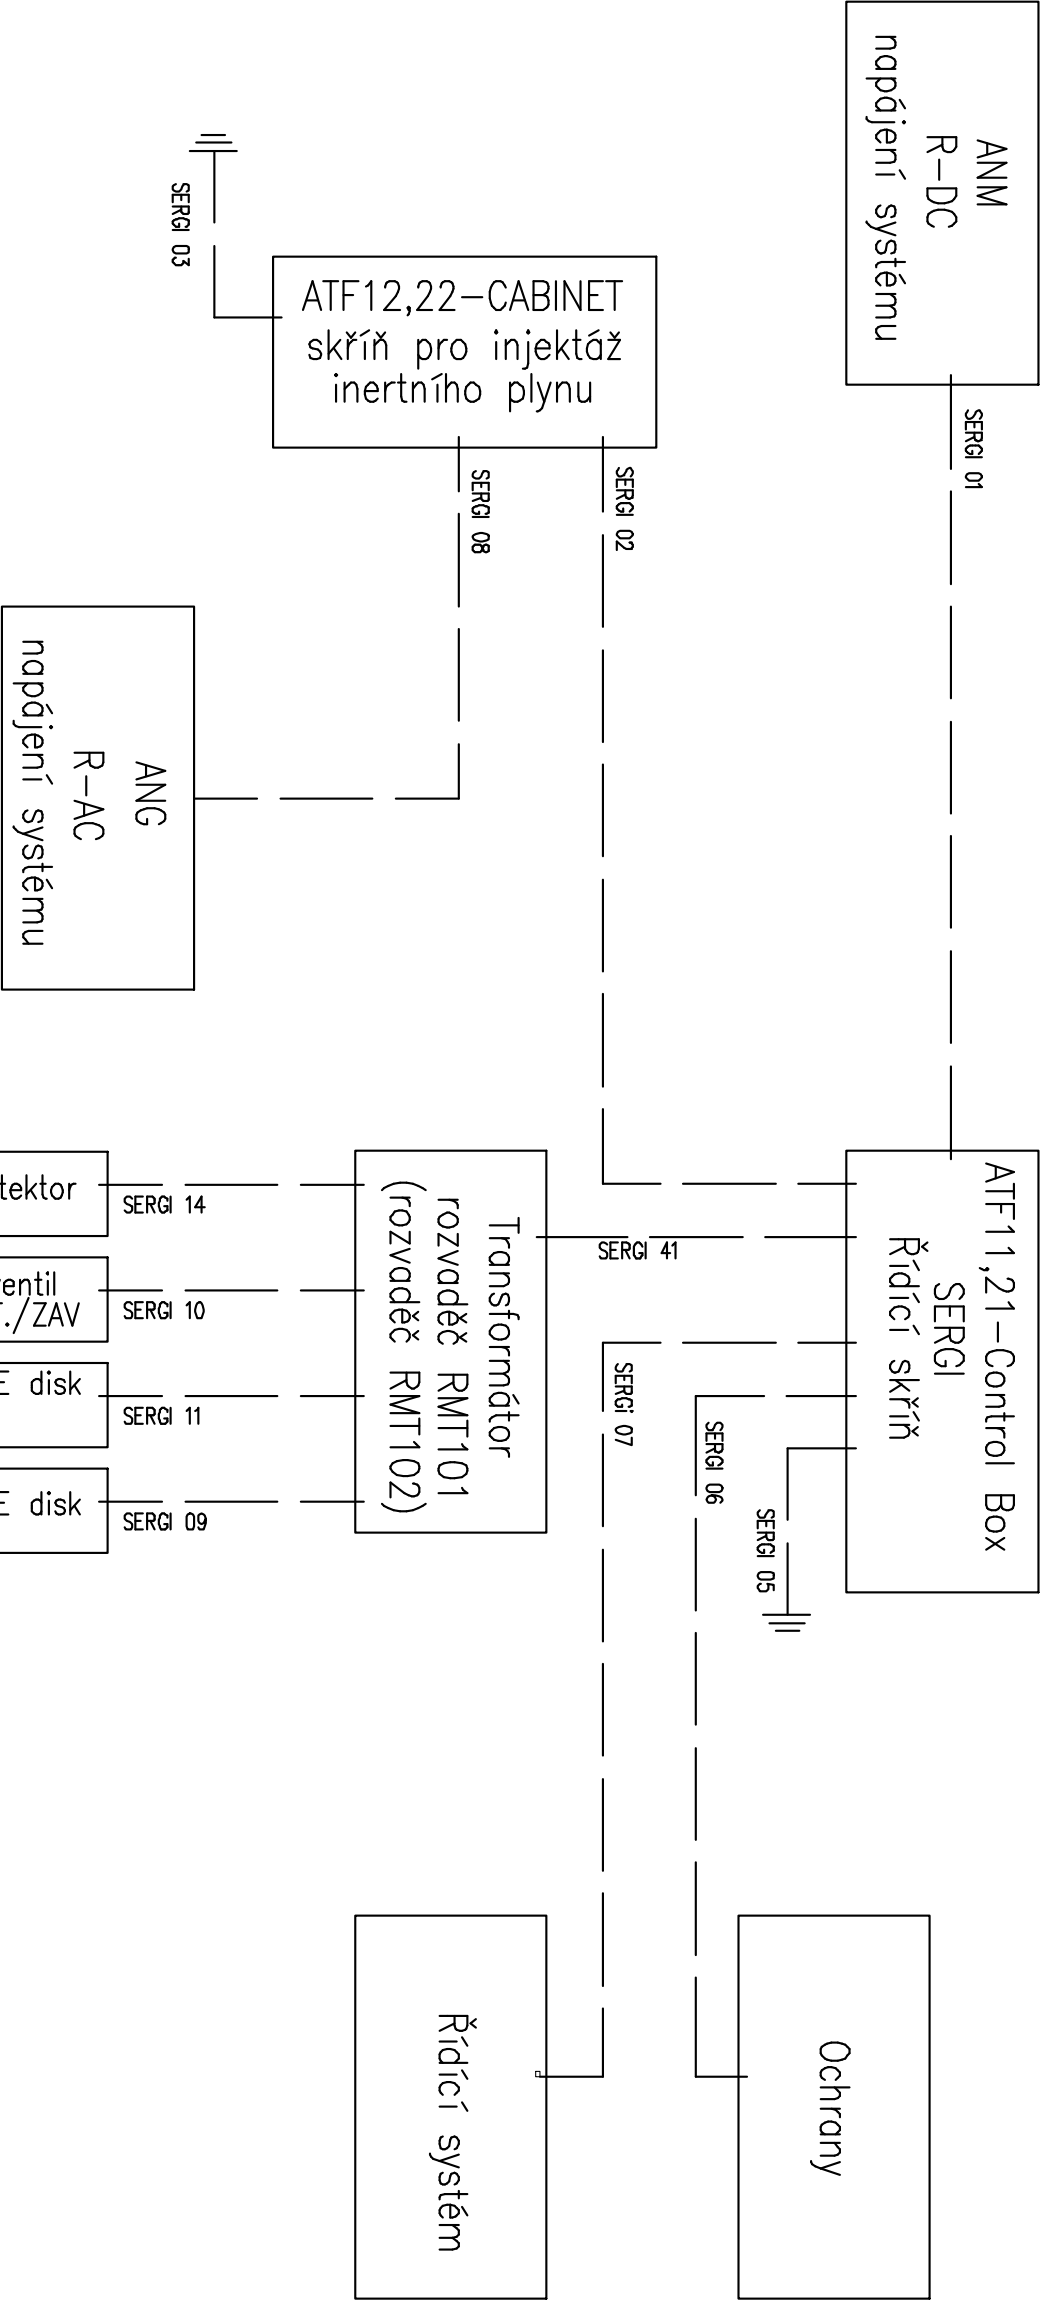 ANM
R-DC
napájení systému
SERGI 01
ATF11,21-Control Box
SERGI
Řídící skříň
SERGI 03
ATF12,22-CABINET
skříň pro injektáž
inertního plynu
SERGI 02
SERGI 08
ANG
R-AC
napájení systému
SERGI 41
SERGi 07
SERGI 06
SERGI 05
Transformátor
rozvaděč RMT101
(rozvaděč RMT102)
SERGI 14
SERGI 10
SERGI 11
SERGI 09
./ZAV
disk
disk
Ochrany
Řídící systém